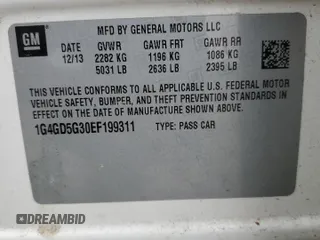 GM
MFD BY GENERAL MOTORS LLC
12/13 GVWR GAWR FRT GAWR RR
2282 KG 1196 KG 1086 KG
5031 LB 2636 LB 2395 LB
THIS VEHICLE CONFORMS TO ALL APPLICABLE U.S. FEDERAL MOTOR
VEHICLE SAFETY, BUMPER, AND THEFT PREVENTION STANDARDS IN
EFFECT ON THE DATE OF MANUFACTURE SHOWN ABOVE.
1G4GD5G30EF199311 TYPE: PASS CAR
DREAMBID